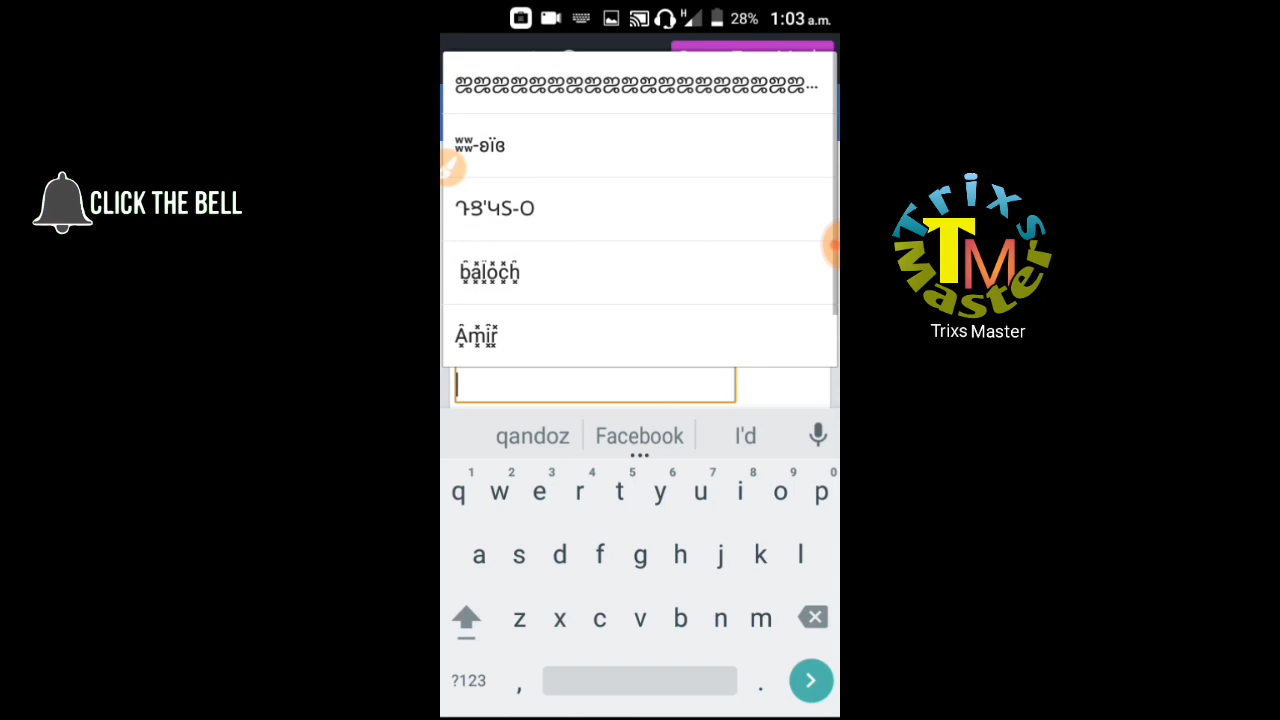 28% 1:03 a.m.
ஜஜஜஜஜஜஜஜஜஜஜஜஜஜஜஜஜஜஜ...
CLICK THE BELL
Trixs
TM
Master
Trixs Master
qandoz Facebook I'd
1 2 3 4 5 6 7 8 9 0
q w e r t y u i o p
a s d f g h j k l
z x c v b n m
?123 , .